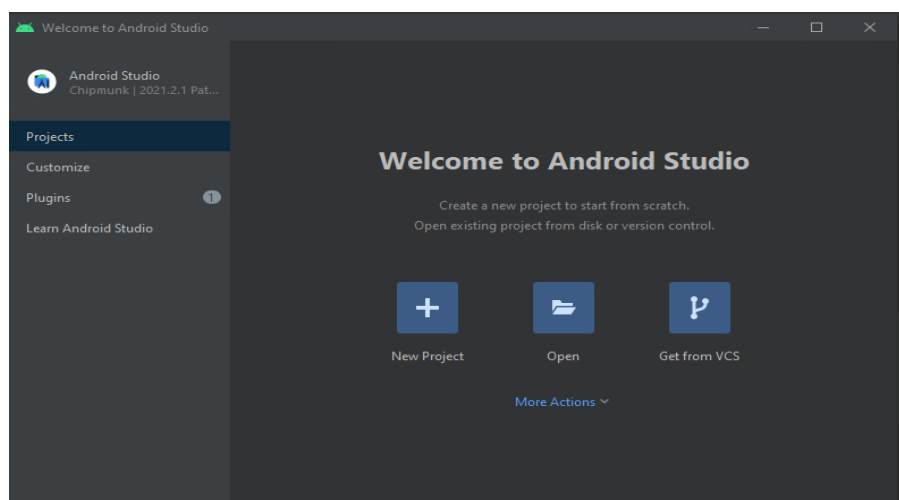 Welcome to Android Studio
Android Studio
Chipmunk | 2021.2.1 Pat...
Projects
Customize
Plugins
1
Learn Android Studio
Welcome to Android Studio
Create a new project to start from scratch.
Open existing project from disk or version control.
New Project
Open
Get from VCS
More Actions